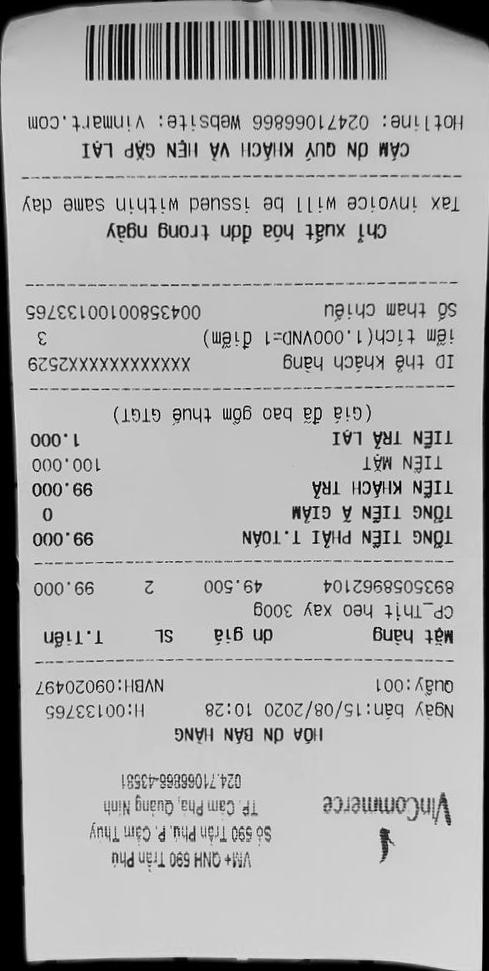 VinCommerce
VM+ QNH 590 Trần Phú
Số 590 Trần Phú, P. Cẩm Thủy
TP. Cẩm Phả, Quảng Ninh
024.71066866-43581
HÓA ĐN BÁN HÀNG
Ngày bán:15/08/2020 10:28 H:00133765
Quầy:001 NVBH:09020497
Mặt hàng ĐN giá SL T.Tiền
CP_Thịt heo xay 300g
8935058962104 49.500 2 99.000
TỔNG TIỀN PHẢI T.TOÁN 99.000
TỔNG TIỀN Ả GIẢM 0
TIỀN KHÁCH TRẢ 99.000
TIỀN MẶT 100.000
TIỀN TRẢ LẠI 1.000
(Giá đã bao gồm thuế GTGT)
ID thẻ khách hàng XXXXXXXXXXXXXX2529
iểm tích(1.000VND=1 điểm) 3
Số tham chiếu 00435800100133765
Chỉ xuất hóa đơn trong ngày
Tax invoice will be issued within same day
CẢM ƠN QUÝ KHÁCH VÀ HẸN GẶP LẠI
Hotline: 02471066866 Website: vinmart.com